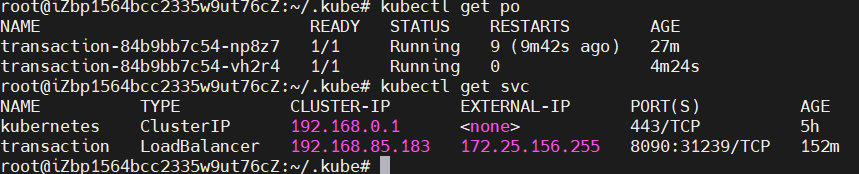 root@iZbp1564bcc2335w9ut76cZ:~/.kube# kubectl get po
NAME READY STATUS RESTARTS AGE
transaction-84b9bb7c54-np8z7 1/1 Running 9 (9m42s ago) 27m
transaction-84b9bb7c54-vh2r4 1/1 Running 0 4m24s
root@iZbp1564bcc2335w9ut76cZ:~/.kube# kubectl get svc
NAME TYPE CLUSTER-IP EXTERNAL-IP PORT(S) AGE
kubernetes ClusterIP 192.168.0.1 <none> 443/TCP 5h
transaction LoadBalancer 192.168.85.183 172.25.156.255 8090:31239/TCP 152m
root@iZbp1564bcc2335w9ut76cZ:~/.kube#